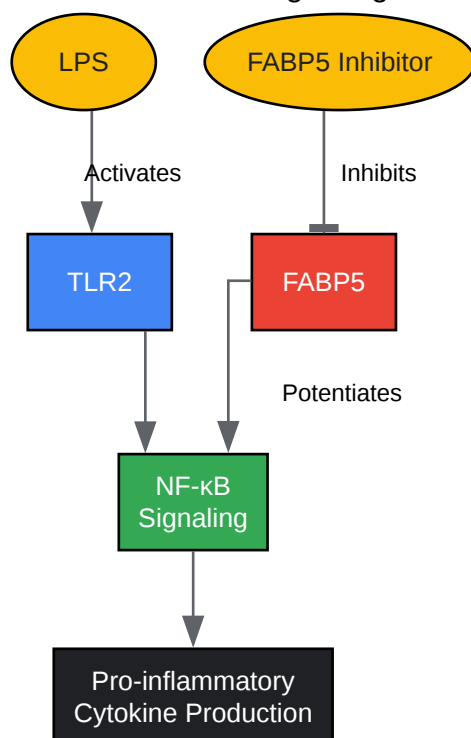 LPS
FABP5 Inhibitor
Activates
Inhibits
TLR2
FABP5
Potentiates
NF-κB
Signaling
Pro-inflammatory
Cytokine Production